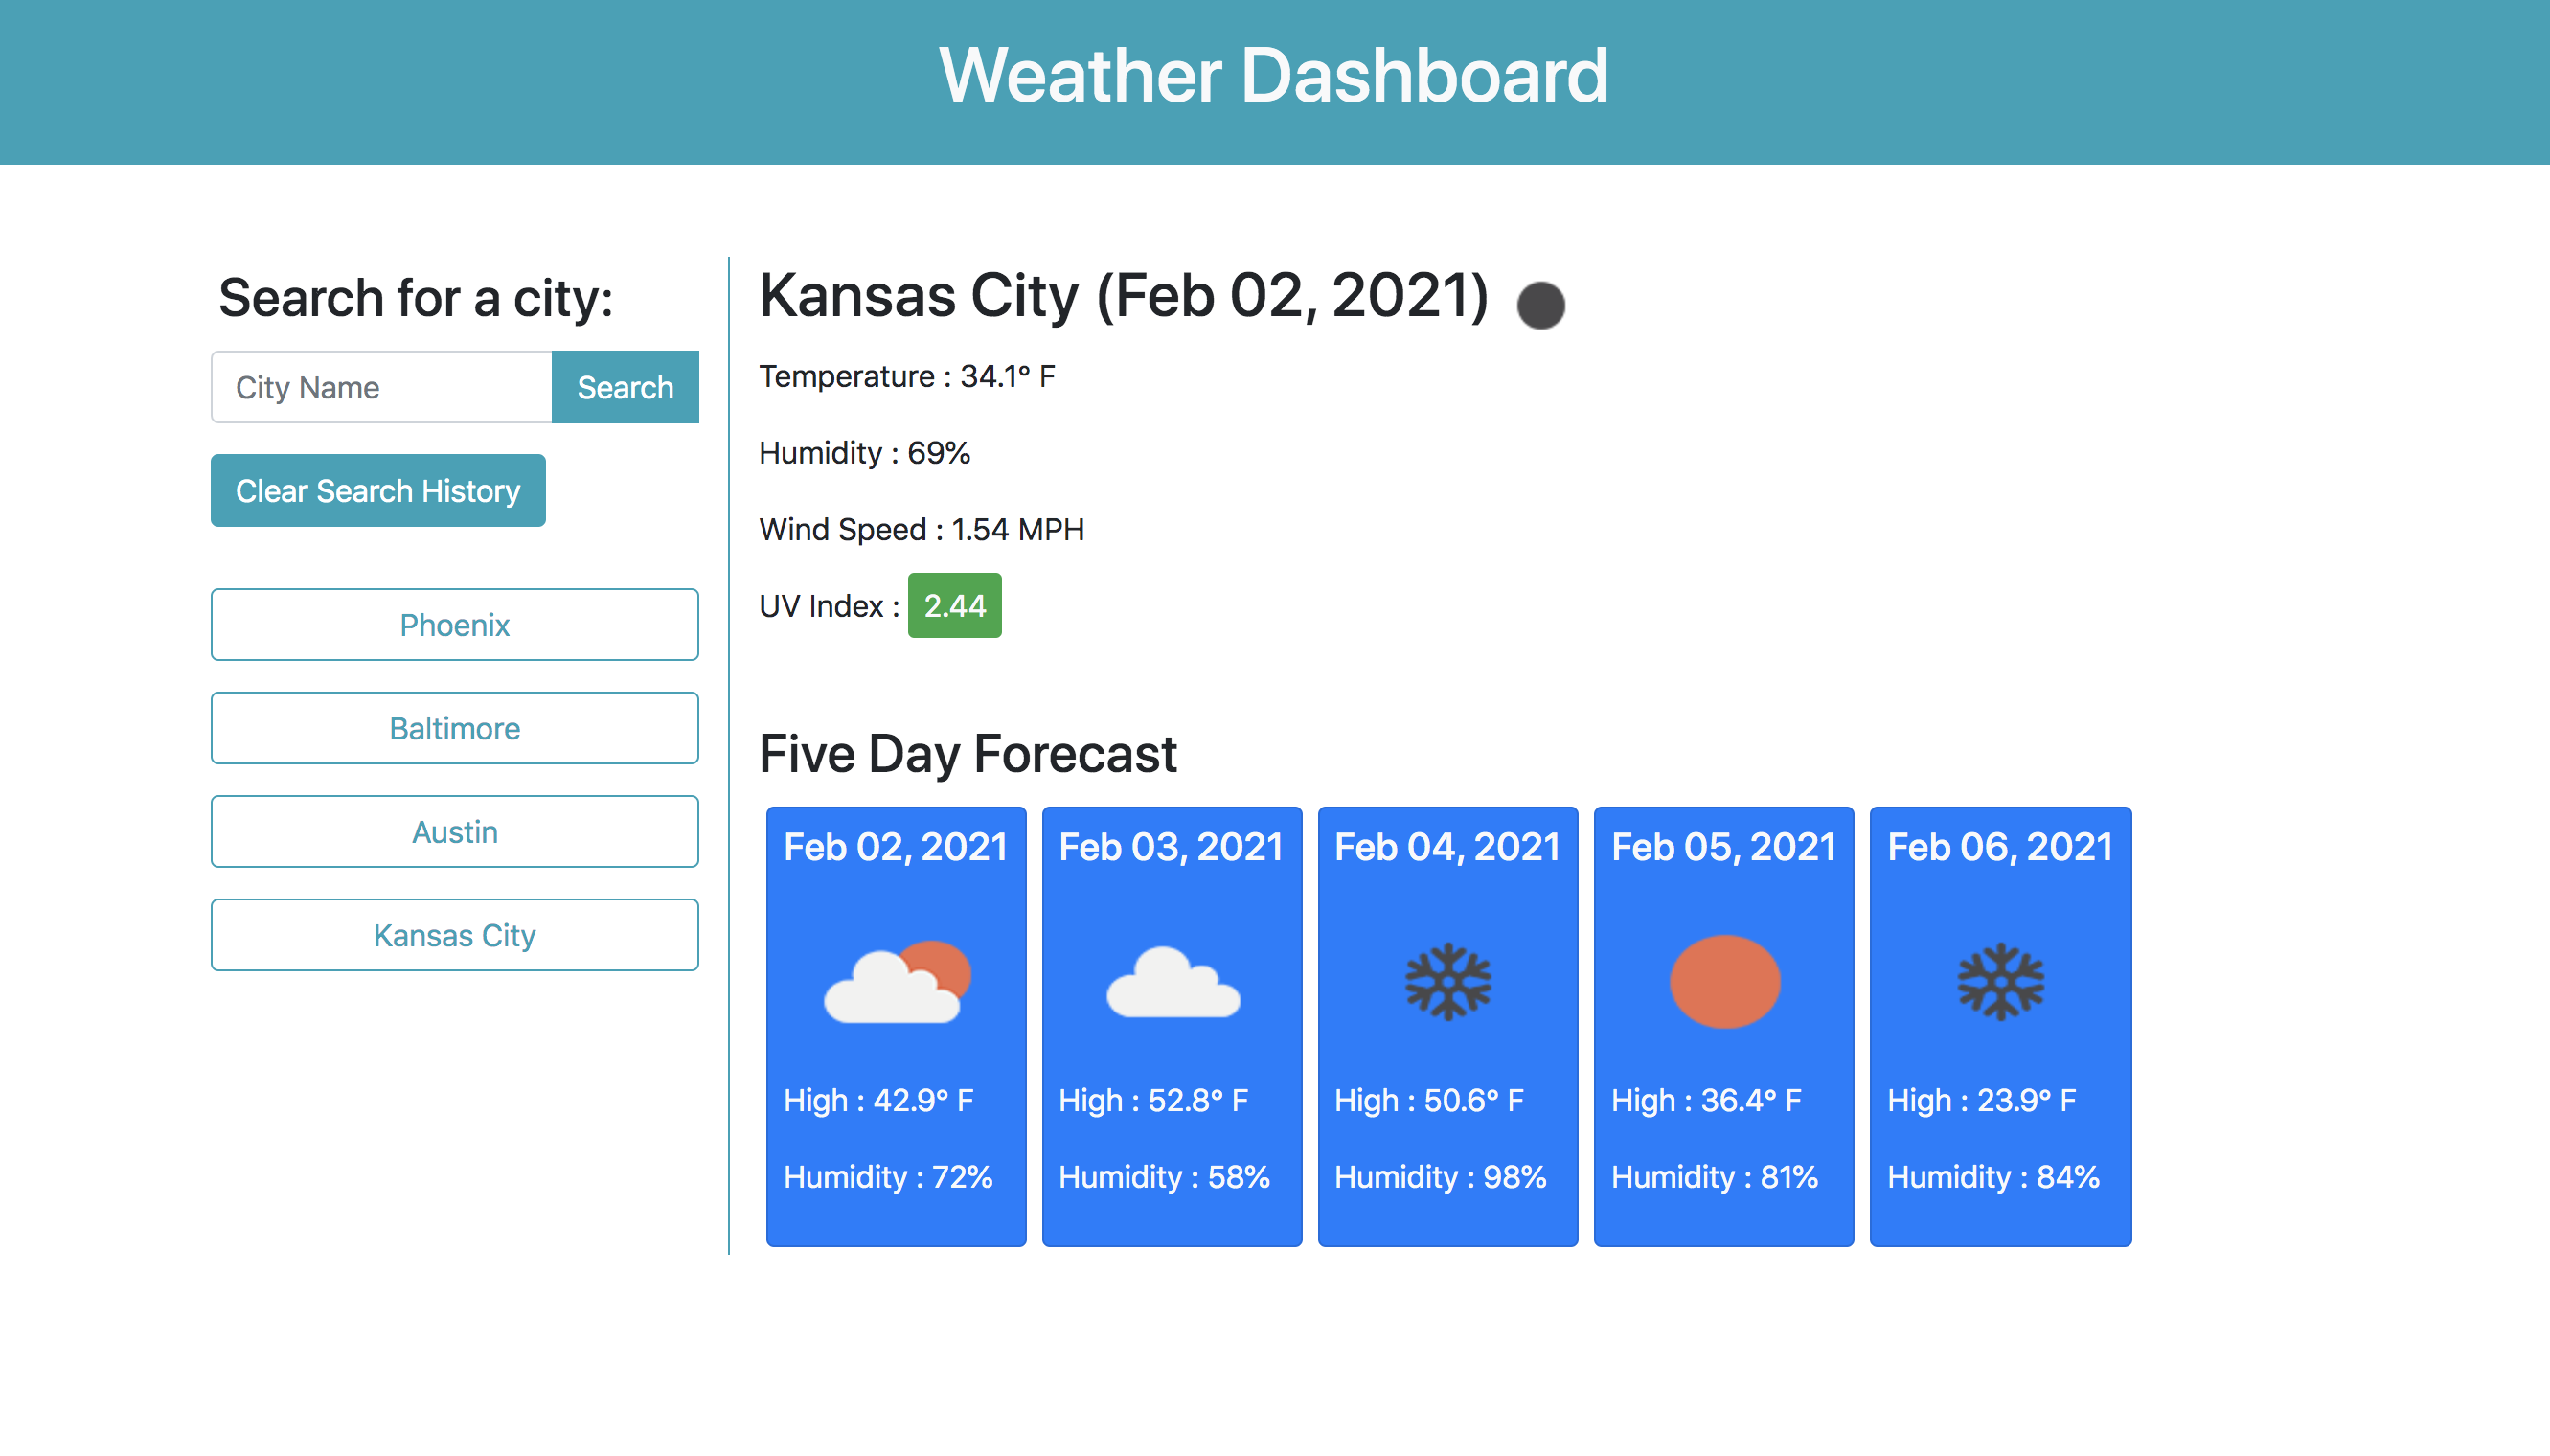 Weather Dashboard
Search for a city:
City Name
Search
Clear Search History
Phoenix
Baltimore
Austin
Kansas City
Kansas City (Feb 02, 2021)
Temperature : 34.1° F
Humidity : 69%
Wind Speed : 1.54 MPH
UV Index : 2.44
Five Day Forecast
Feb 02, 2021
High : 42.9° F
Humidity : 72%
Feb 03, 2021
High : 52.8° F
Humidity : 58%
Feb 04, 2021
High : 50.6° F
Humidity : 98%
Feb 05, 2021
High : 36.4° F
Humidity : 81%
Feb 06, 2021
High : 23.9° F
Humidity : 84%